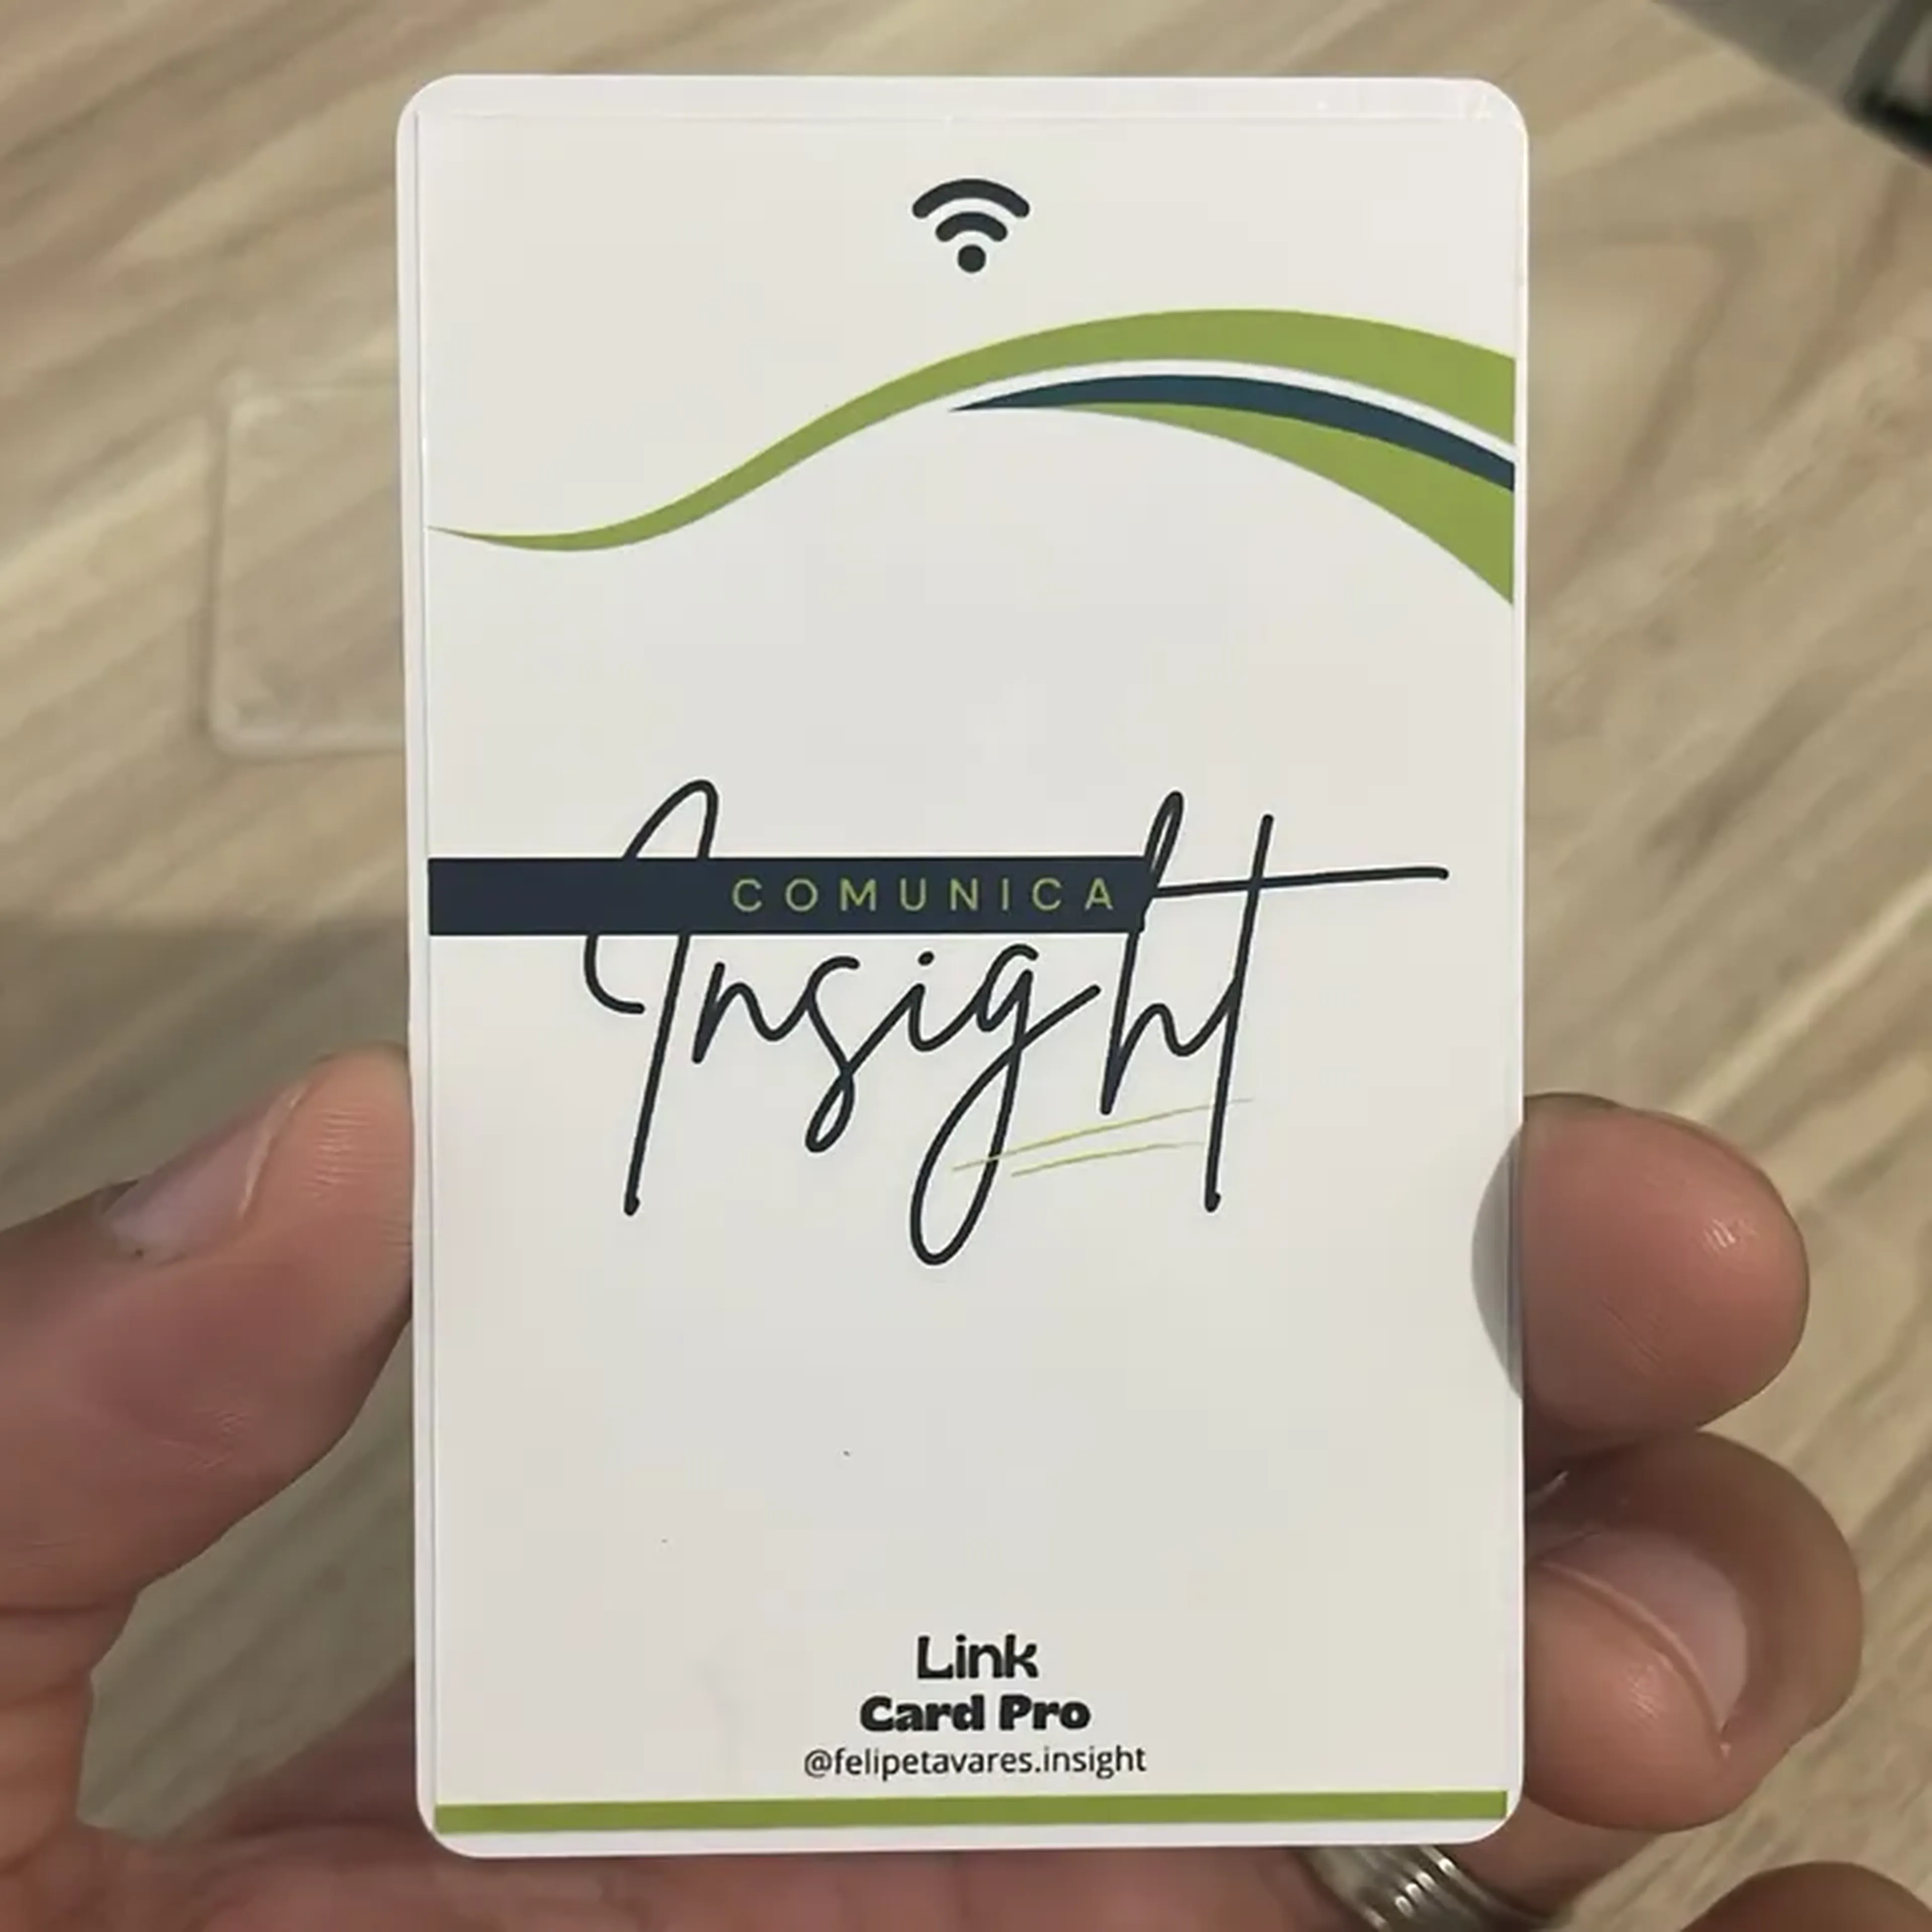 COMUNICA
Insight
Link
Card Pro
@felipetavares.insight